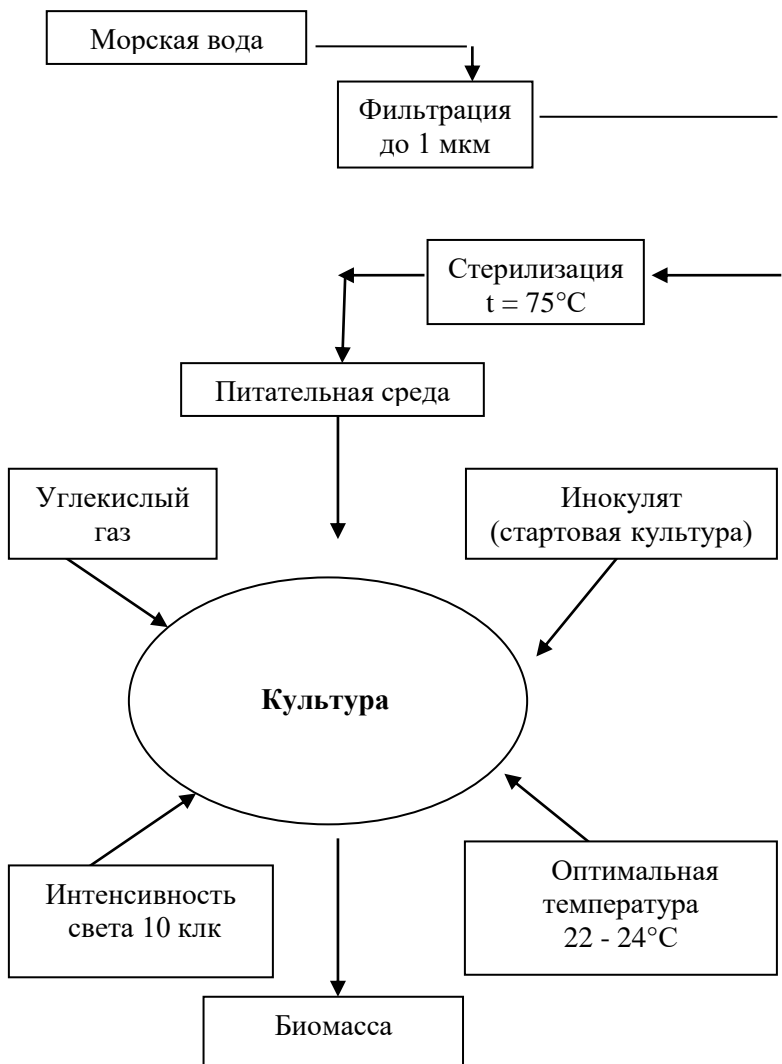 Морская вода
Фильтрация
до 1 мкм
Стерилизация
t = 75°C
Питательная среда
Углекислый
газ
Инокулят
(стартовая культура)
Культура
Интенсивность
света 10 клк
Оптимальная
температура
22 - 24°C
Биомасса